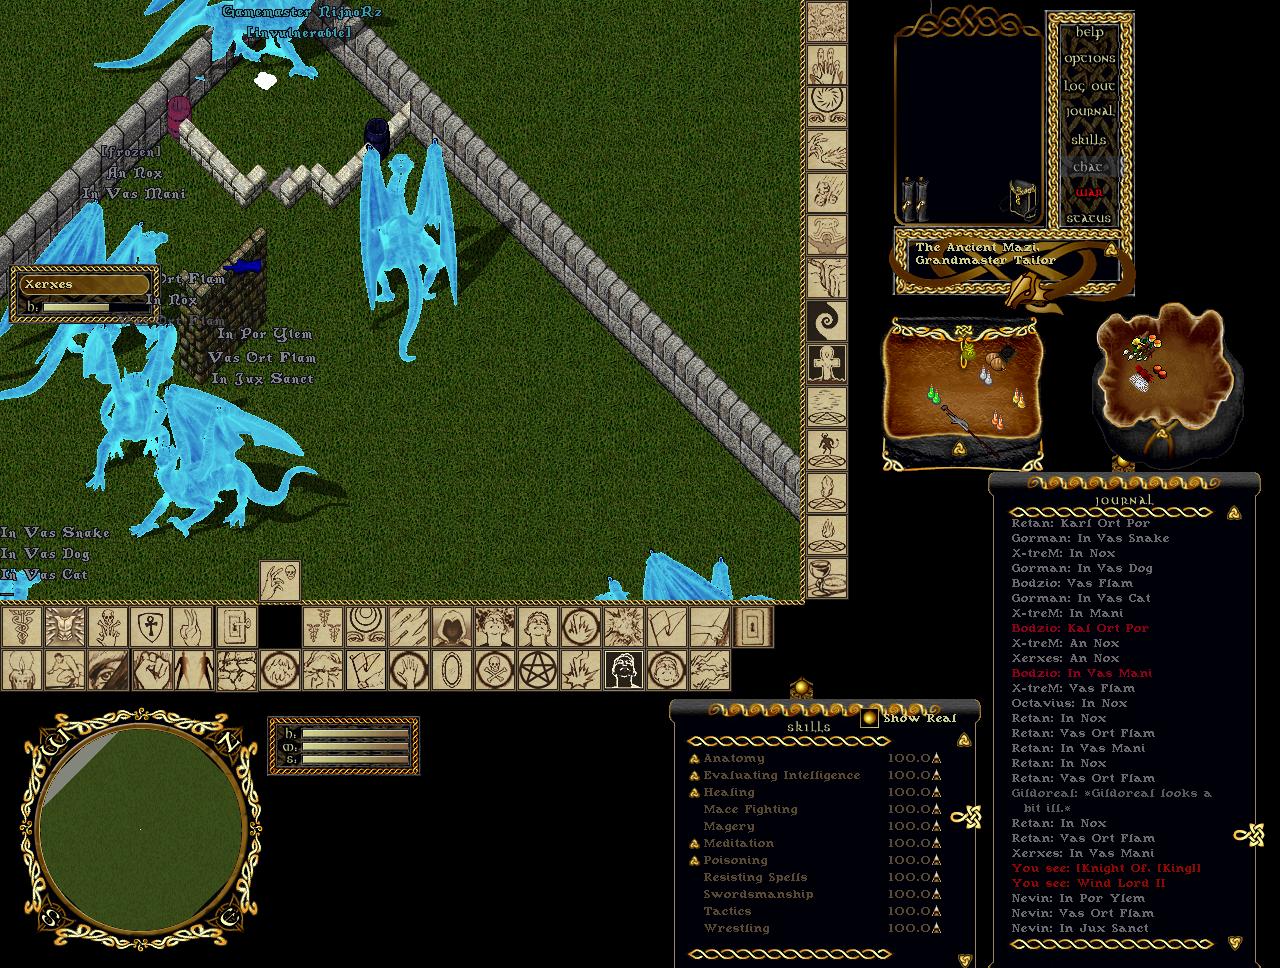 Gamemaster NijnoRz
[invulnerable]
[frozen]
An Nox
In Vas Mani
Ort Flam
In Nox
Vas Ort Flam
Xerxes
h:
In Por Ylem
Vas Ort Flam
In Jux Sanct
In Vas Snake
In Vas Dog
In Vas Cat
help
options
log out
journal
skills
chat
war
status
The Ancient Mazi,
Grandmaster Tailor
W
N
S
E
h:
m:
s:
skills
Show Real
Anatomy 100.0
Evaluating Intelligence 100.0
Healing 100.0
Mace Fighting 100.0
Magery 100.0
Meditation 100.0
Poisoning 100.0
Resisting Spells 100.0
Swordsmanship 100.0
Tactics 100.0
Wrestling 100.0
journal
Retan: Karl Ort Por
Gorman: In Vas Snake
X-treM: In Nox
Gorman: In Vas Dog
Bodzio: Vas Flam
Gorman: In Vas Cat
X-treM: In Mani
Bodzio: Kal Ort Por
X-treM: An Nox
Xerxes: An Nox
Bodzio: In Vas Mani
X-treM: Vas Flam
Octavius: In Nox
Retan: In Nox
Retan: Vas Ort Flam
Retan: In Vas Mani
Retan: In Nox
Retan: Vas Ort Flam
Gildoreal: *Gildoreal looks a
bit ill.*
Retan: In Nox
Retan: Vas Ort Flam
Xerxes: In Vas Mani
You see: [Knight Of, [King]]
You see: Wind Lord II
Nevin: In Por Ylem
Nevin: Vas Ort Flam
Nevin: In Jux Sanct